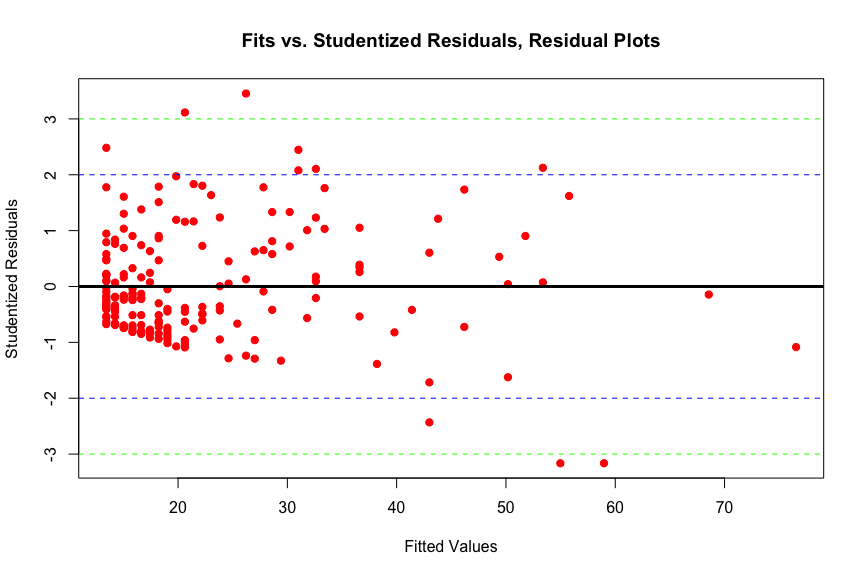 Fits vs. Studentized Residuals, Residual Plots
Studentized Residuals
3
2
1
0
-1
-2
-3
20 30 40 50 60 70
Fitted Values